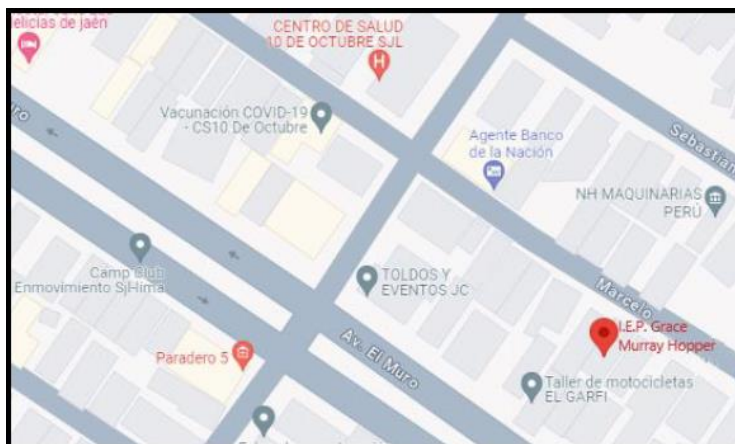 elicias de jaén
CENTRO DE SALUD
10 DE OCTUBRE SJL
Vacunación COVID-19
- CS10 De Octubre
Agente Banco
de la Nación
Sebastian
NH MAQUINARIAS
PERÚ
Camp Club
Enmovimiento SjHima
TOLDOS Y
EVENTOS JC
Marcelo
I.E.P. Grace
Murray Hopper
Av. El Muro
Paradero 5
Taller de motocicletas
EL GARFI